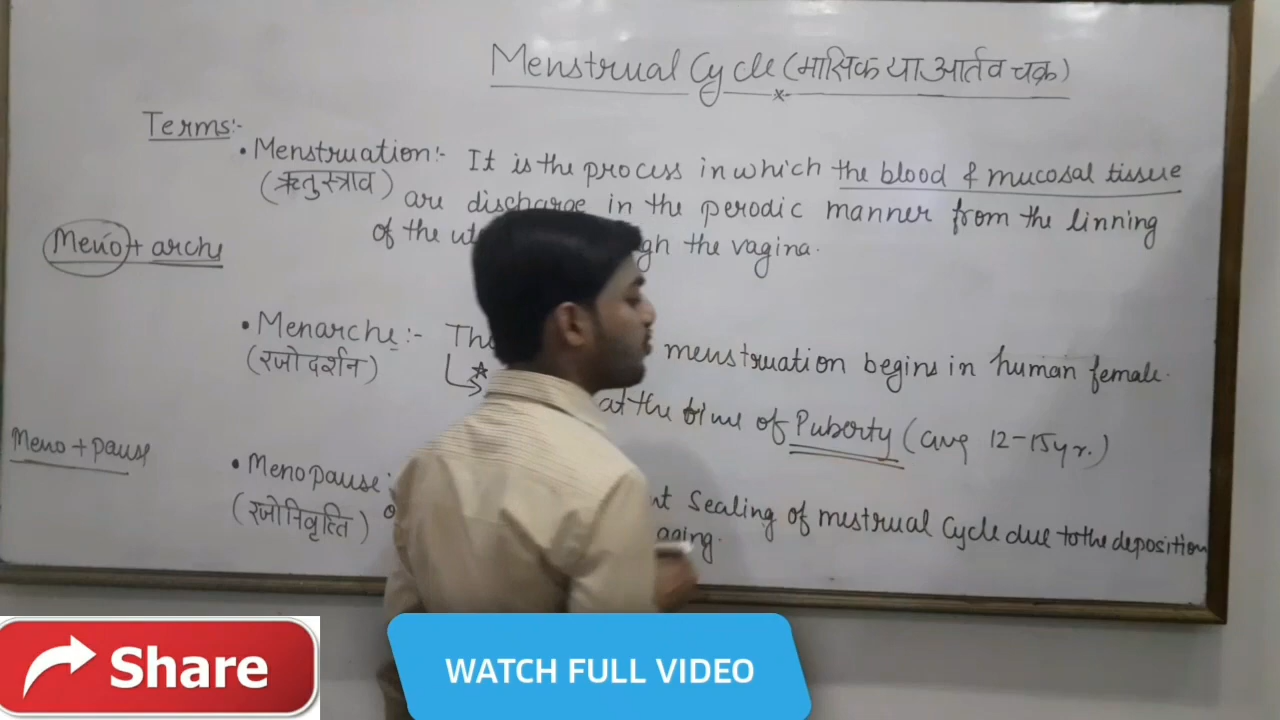 Menstrual Cycle (मासिक या आर्तव चक्र)
Terms:-
• Menstruation:- It is the process in which the blood & mucosal tissue
(ऋतुस्त्राव) are discharge in the perodic manner from the linning
of the gh the vagina.
Meno + arche
• Menarche:- menstruation begins in human female.
(रजोदर्शन)
at the time of Puberty (avg 12-15yr.)
Meno + pause
• Menopause: Sealing of mestrual Cycle due to the deposition
(रजोनिवृत्ति) aging.
Share
WATCH FULL VIDEO